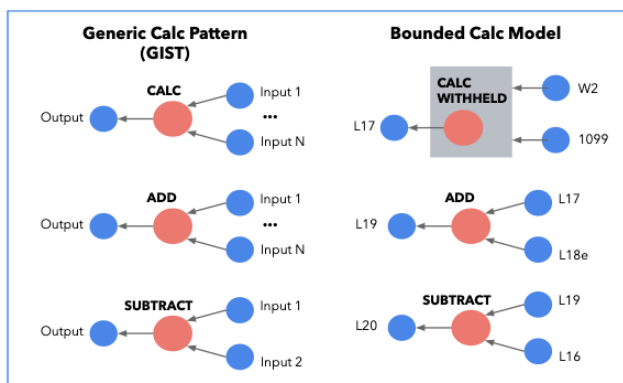 Generic Calc Pattern
(GIST)
CALC
Input 1
Output
...
Input N
ADD
Input 1
Output
...
Input N
SUBTRACT
Input 1
Output
Input 2
Bounded Calc Model
CALC
WITHHELD
W2
L17
1099
ADD
L17
L19
L18e
SUBTRACT
L19
L20
L16